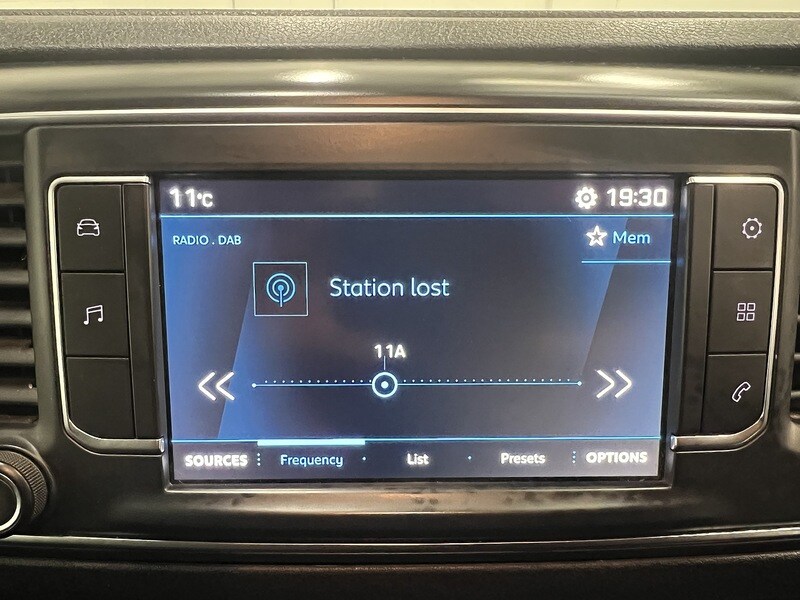 11°C 19:30
RADIO . DAB
Mem
Station lost
11A
SOURCES Frequency List Presets OPTIONS